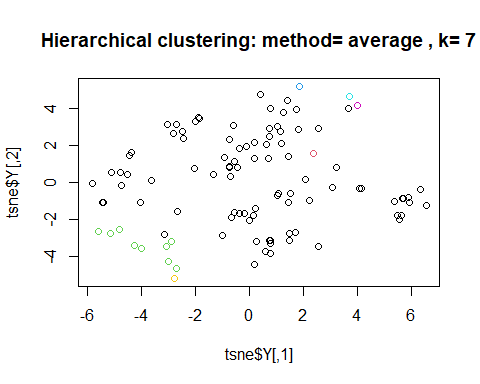 Hierarchical clustering: method= average , k= 7
tsne$Y[,2]
4
2
0
-2
-4
-6 -4 -2 0 2 4 6
tsne$Y[,1]